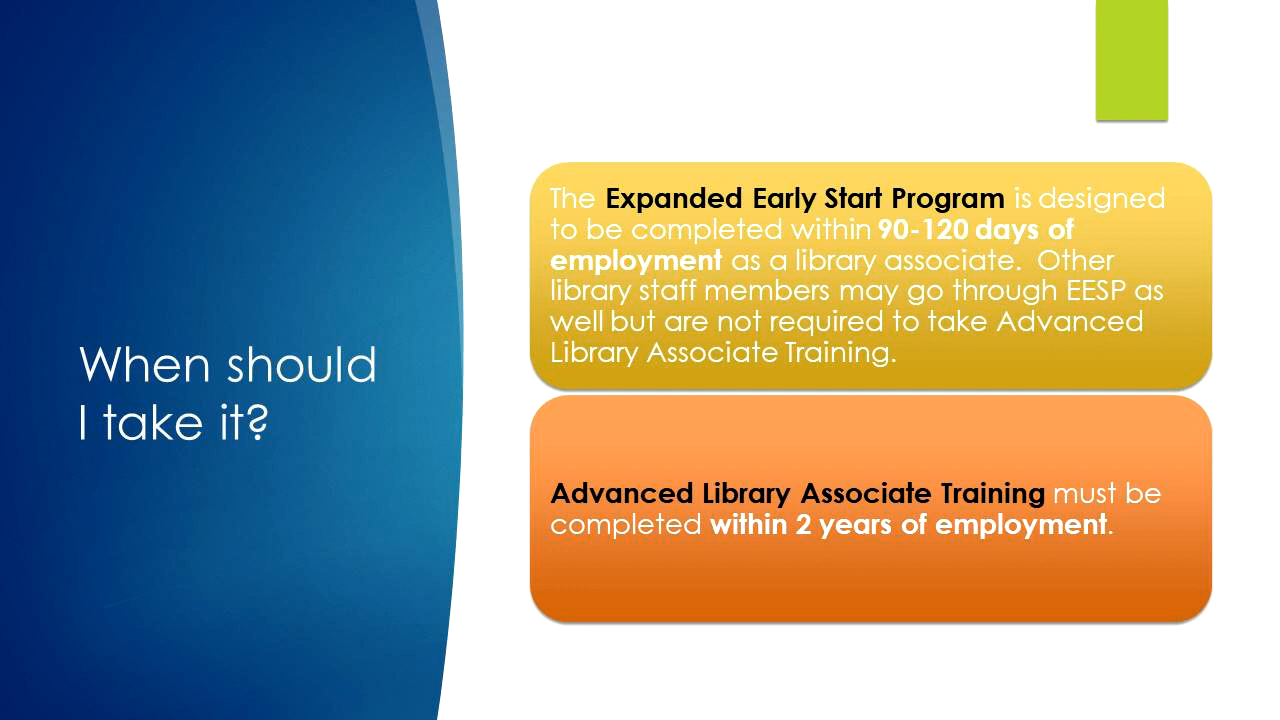 When should
I take it?
The Expanded Early Start Program is designed
to be completed within 90-120 days of
employment as a library associate.  Other
library staff members may go through EESP as
well but are not required to take Advanced
Library Associate Training.
Advanced Library Associate Training must be
completed within 2 years of employment.